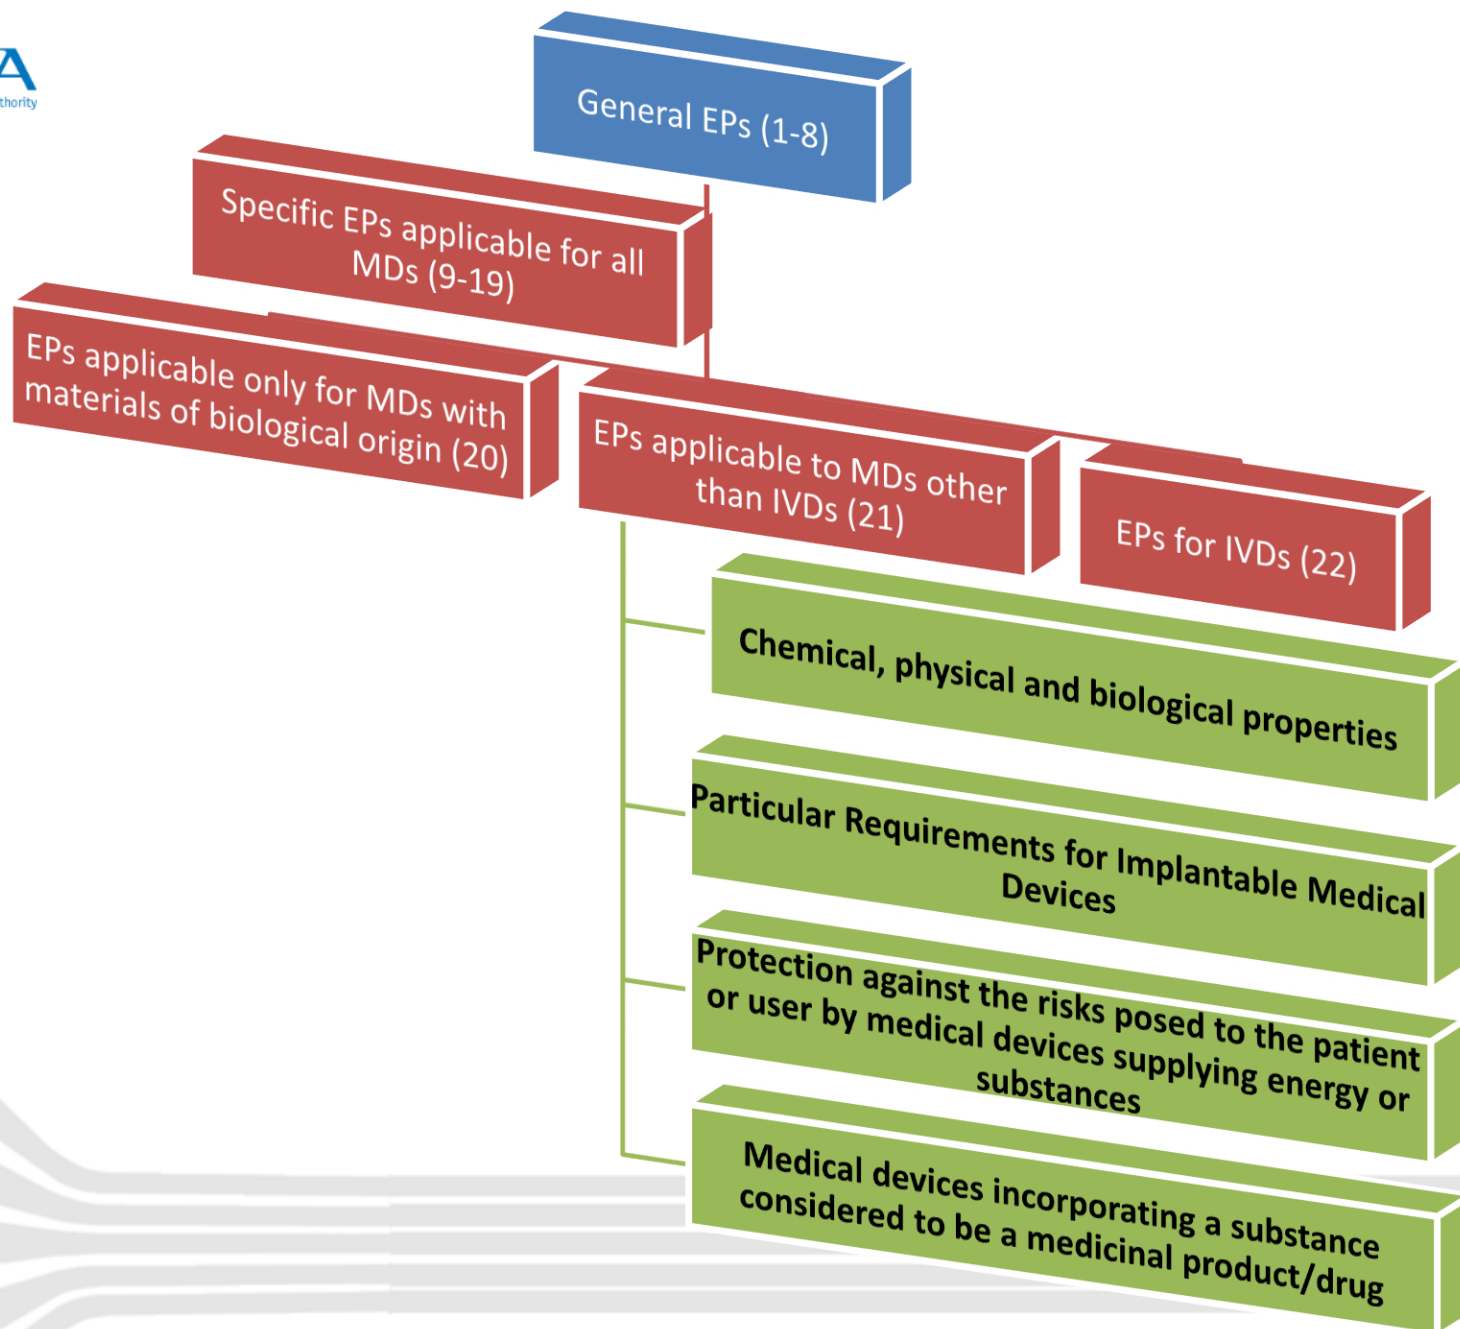 A
uthority
General EPs (1-8)
Specific EPs applicable for all
MDs (9-19)
EPs applicable only for MDs with
materials of biological origin (20)
EPs applicable to MDs other
than IVDs (21)
EPs for IVDs (22)
Chemical, physical and biological properties
Particular Requirements for Implantable Medical
Devices
Protection against the risks posed to the patient
or user by medical devices supplying energy or
substances
Medical devices incorporating a substance
considered to be a medicinal product/drug